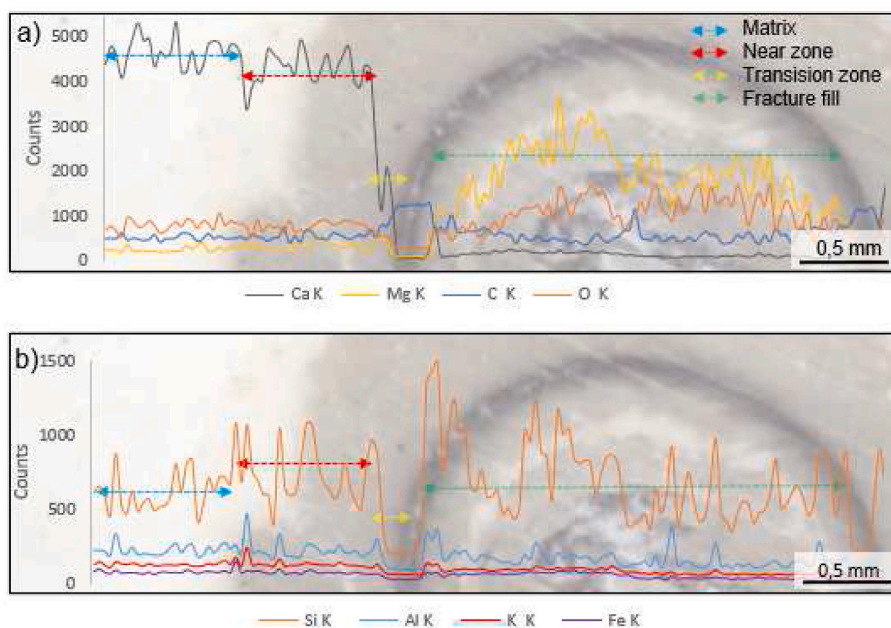 a)
Matrix
Near zone
Transision zone
Fracture fill
Counts
5000
4000
3000
2000
1000
0
0,5 mm
Ca K Mg K C K O K
b)
Counts
1500
1000
500
0
0,5 mm
Si K Al K K K Fe K